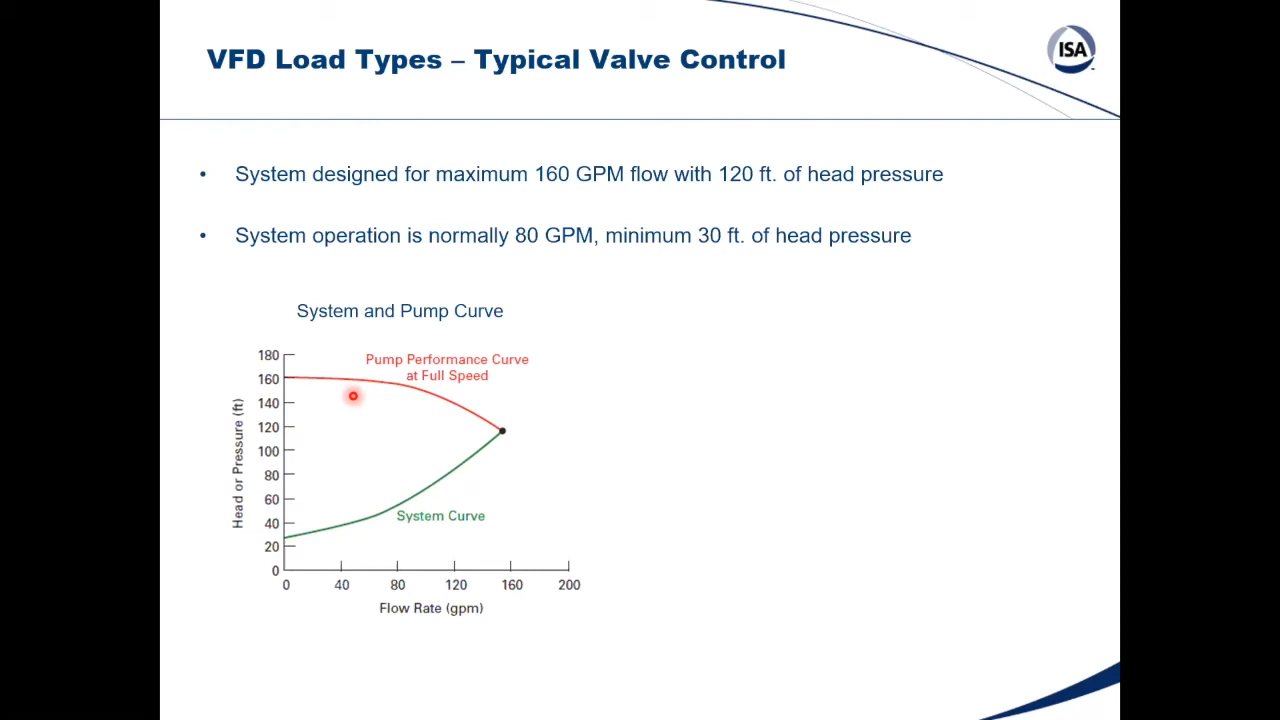 VFD Load Types – Typical Valve Control
ISA
• System designed for maximum 160 GPM flow with 120 ft. of head pressure
• System operation is normally 80 GPM, minimum 30 ft. of head pressure
System and Pump Curve
Pump Performance Curve
at Full Speed
Head or Pressure (ft)
180
160
140
120
100
80
60
40
20
0
System Curve
0 40 80 120 160 200
Flow Rate (gpm)